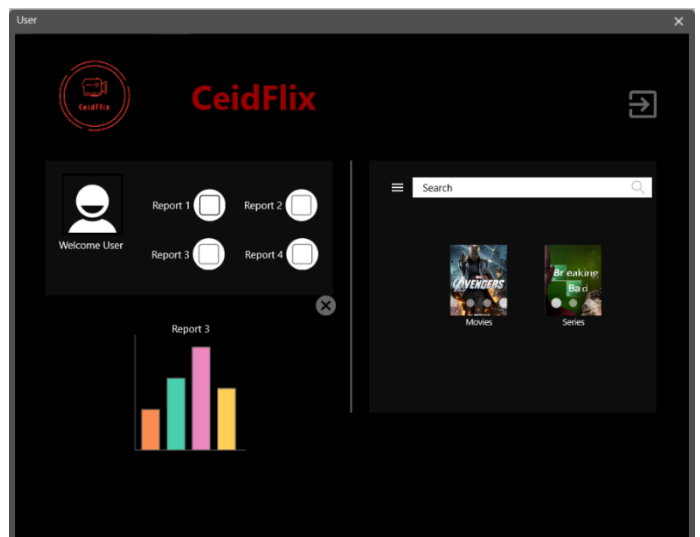 User
CeidFlix
CeidFlix
Report 1
Report 2
Welcome User
Report 3
Report 4
Report 3
Search
AVENGERS
Movies
Breaking
Bad
Series